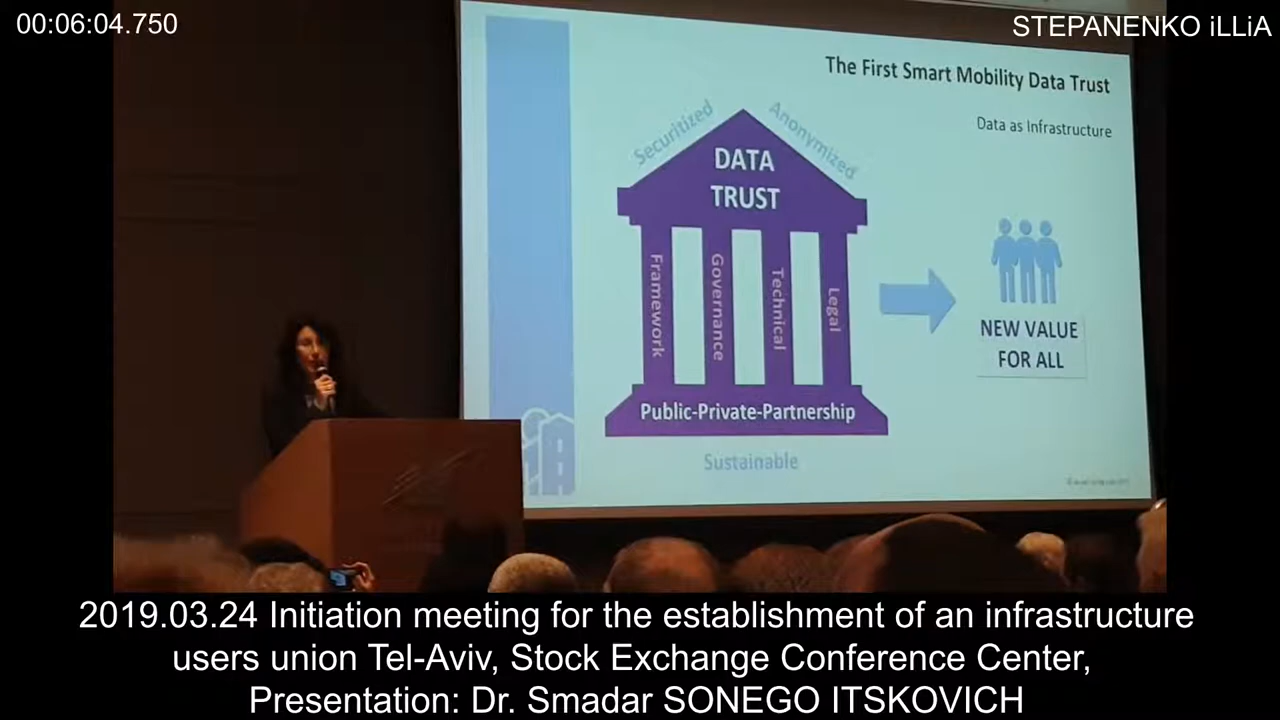 00:06:04.750
STEPANENKO iLLiA
The First Smart Mobility Data Trust
Data as Infrastructure
Securitized
Anonymized
DATA
TRUST
Framework
Governance
Technical
Legal
Public-Private-Partnership
Sustainable
NEW VALUE
FOR ALL
2019.03.24 Initiation meeting for the establishment of an infrastructure
users union Tel-Aviv, Stock Exchange Conference Center,
Presentation: Dr. Smadar SONEGO ITSKOVICH